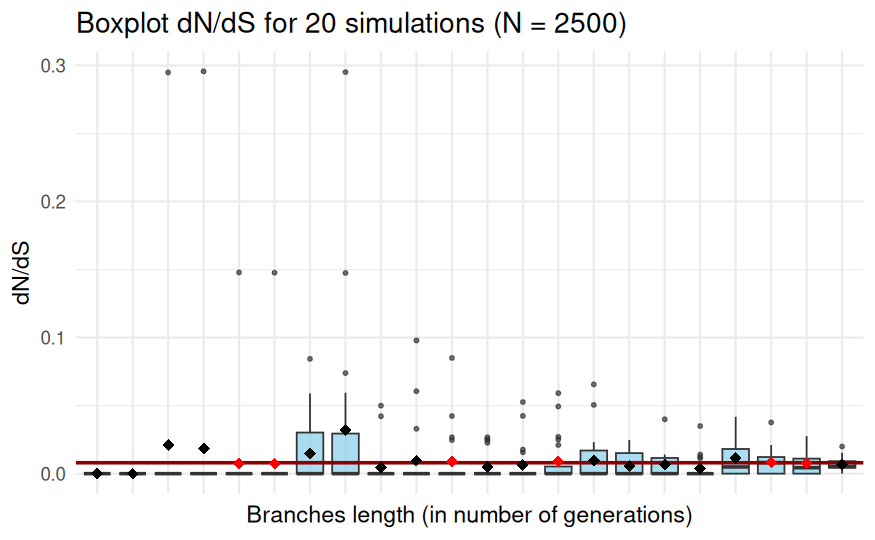 Boxplot dN/dS for 20 simulations (N = 2500)
0.3
0.2
0.1
0.0
dN/dS
Branches length (in number of generations)